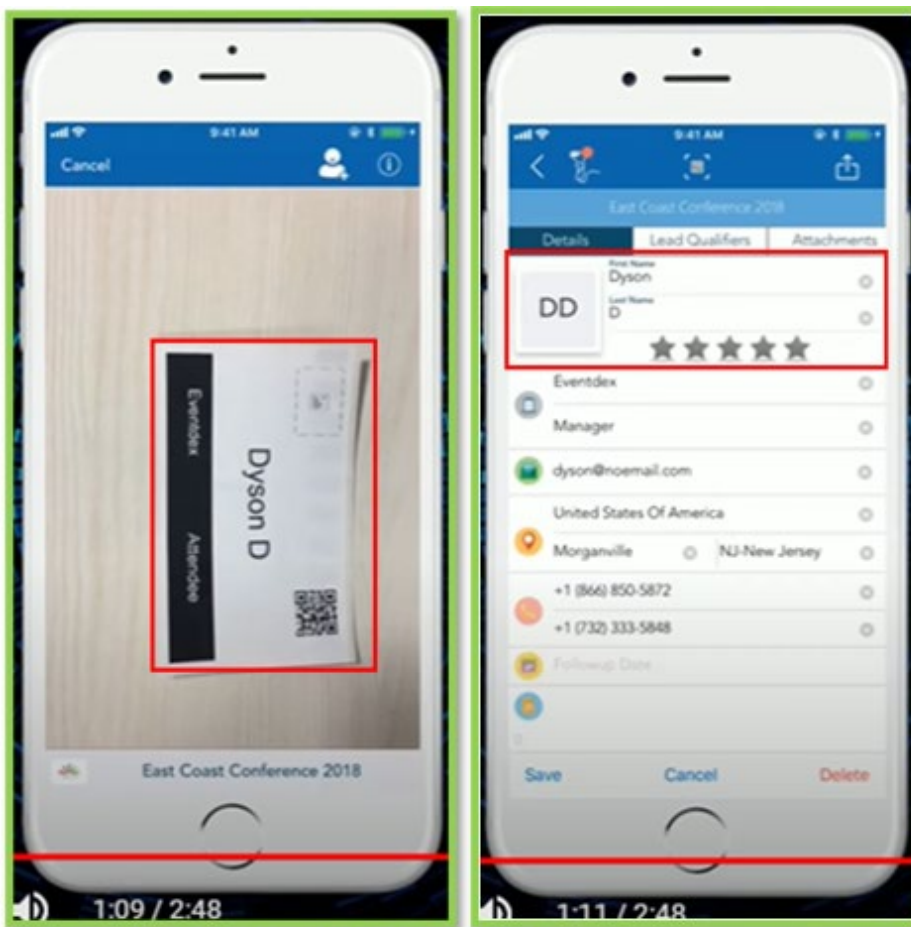 9:41 AM
Cancel
Eventdex Attendee
Dyson D
East Coast Conference 2018
1:09 / 2:48
9:41 AM
East Coast Conference 2018
Details Lead Qualifiers Attachments
First Name
Dyson
DD
Last Name
D
Eventdex
Manager
dyson@noemail.com
United States Of America
Morganville NJ-New Jersey
+1 (866) 850-5872
+1 (732) 333-5848
Followup Date
Save Cancel Delete
1:11 / 2:48